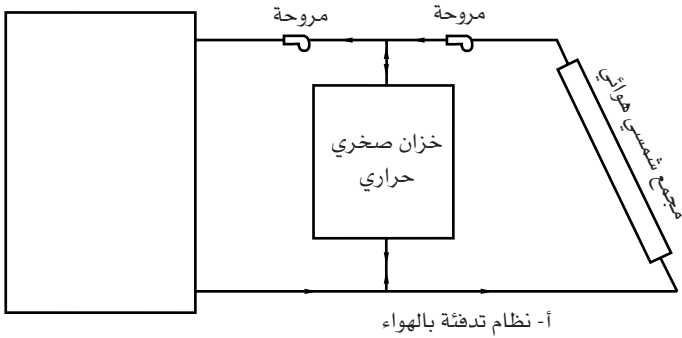 مروحة
مروحة
مجمع شمسي هوائي
خزان صخري
حراري
أ- نظام تدفئة بالهواء